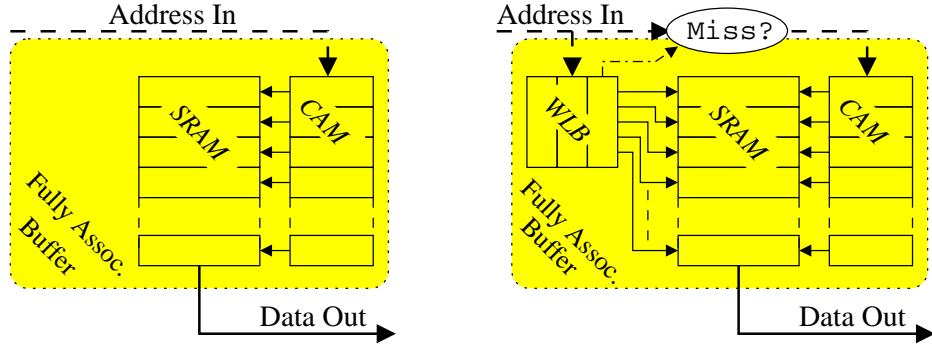 Address In
SRAM
CAM
Fully Assoc.
Buffer
Data Out
Address In
Miss?
WLB
SRAM
CAM
Fully Assoc.
Buffer
Data Out